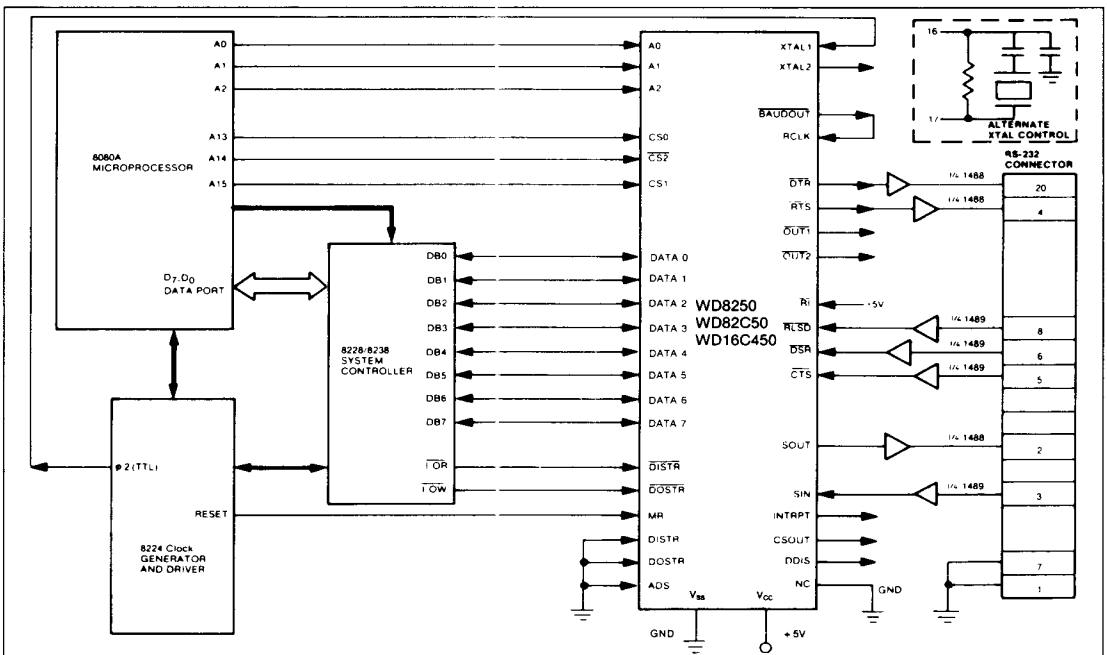 A0
A1
A2
A13
A14
A15
8080A
MICROPROCESSOR
D7-D0
DATA PORT
8228/8238
SYSTEM
CONTROLLER
DB0
DB1
DB2
DB3
DB4
DB5
DB6
DB7
I OR
I OW
φ2 (TTL)
RESET
8224 Clock
GENERATOR
AND DRIVER
A0
A1
A2
CS0
CS2
CS1
DATA 0
DATA 1
DATA 2
DATA 3
DATA 4
DATA 5
DATA 6
DATA 7
DISTR
DOSTR
MR
DISTR
DOSTR
ADS
WD8250
WD82C50
WD16C450
VSS
VCC
GND
+5V
XTAL1
XTAL2
BAUDOUT
RCLK
DTR
RTS
OUT1
OUT2
RI
RLSD
DSR
CTS
SOUT
SIN
INTRPT
CSOUT
DDIS
NC
GND
+5V
1/4 1488
1/4 1488
1/4 1489
1/4 1489
1/4 1489
1/4 1488
1/4 1489
16
17
ALTERNATE
XTAL CONTROL
RS-232
CONNECTOR
20
4
8
6
5
2
3
7
1